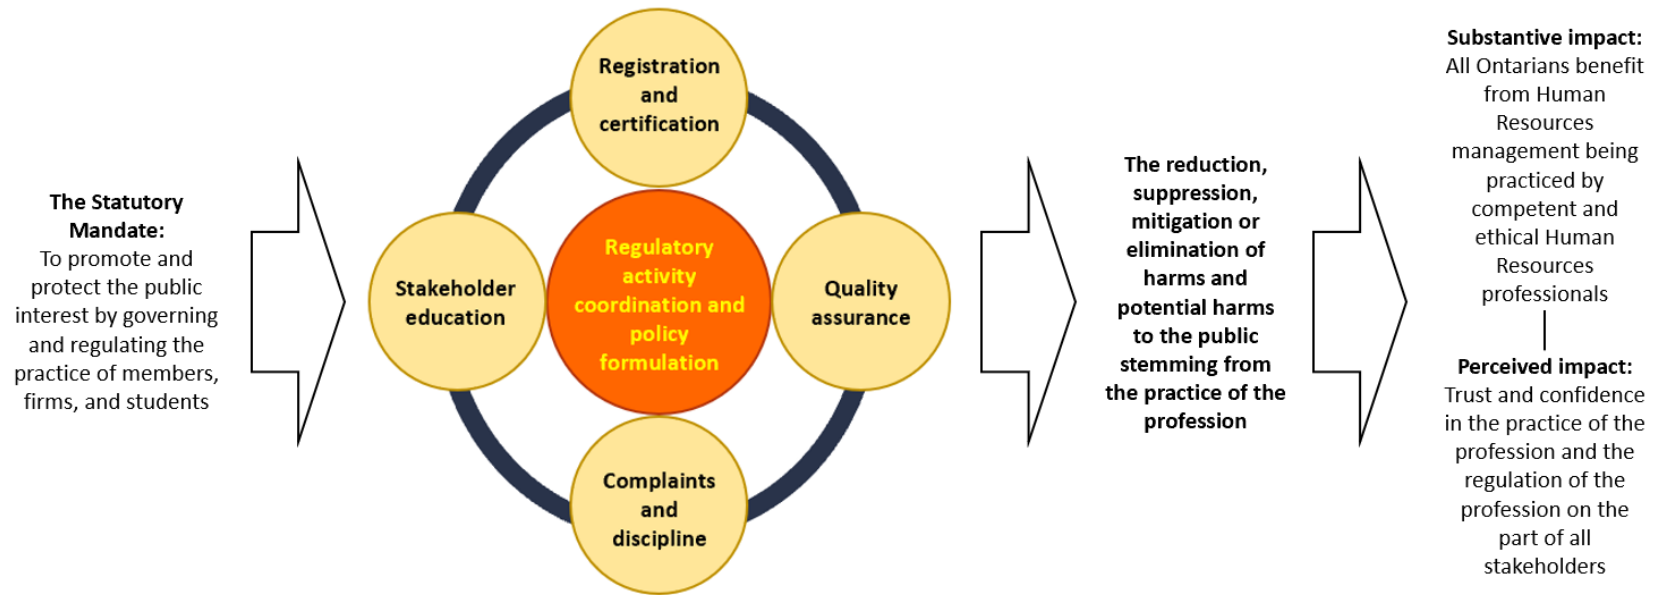 The Statutory
Mandate:
To promote and
protect the public
interest by governing
and regulating the
practice of members,
firms, and students
Registration
and
certification
Stakeholder
education
Regulatory
activity
coordination and
policy
formulation
Quality
assurance
Complaints
and
discipline
The reduction,
suppression,
mitigation or
elimination of
harms and
potential harms
to the public
stemming from
the practice of the
profession
Substantive impact:
All Ontarians benefit
from Human
Resources
management being
practiced by
competent and
ethical Human
Resources
professionals
Perceived impact:
Trust and confidence
in the practice of the
profession and the
regulation of the
profession on the
part of all
stakeholders